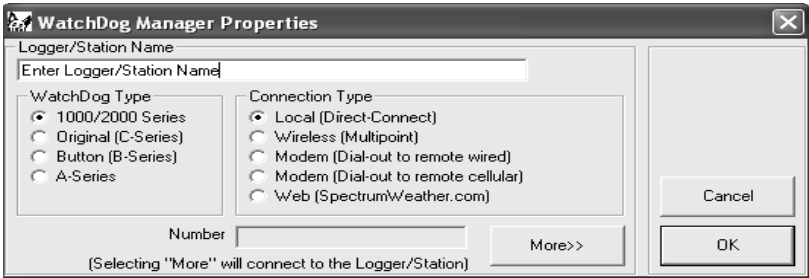 WatchDog Manager Properties
Logger/Station Name
Enter Logger/Station Name
WatchDog Type
1000/2000 Series
Original (C-Series)
Button (B-Series)
A-Series
Connection Type
Local (Direct-Connect)
Wireless (Multipoint)
Modem (Dial-out to remote wired)
Modem (Dial-out to remote cellular)
Web (SpectrumWeather.com)
Number
More>>
(Selecting "More" will connect to the Logger/Station)
Cancel
OK